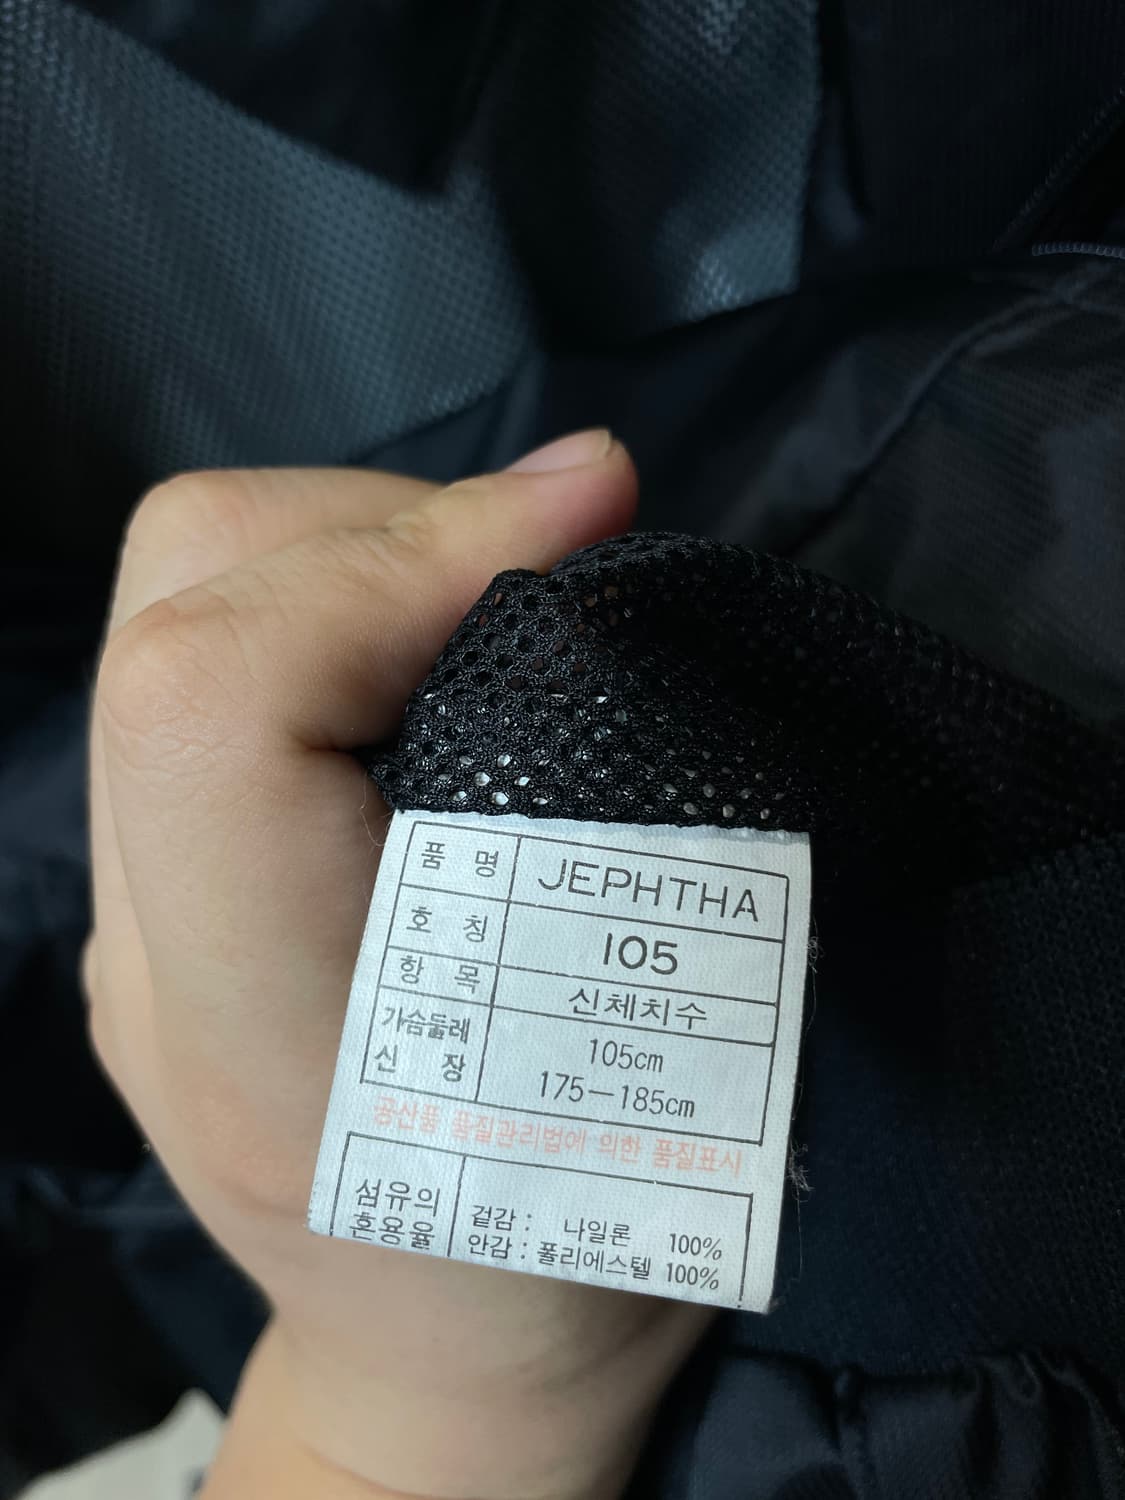 품 명 JEPHTHA
호 칭 105
항 목 신체치수
가슴둘레 105cm
신 장 175-185cm
공산품 품질관리법에 의한 품질표시
섬유의 혼용율
겉감 : 나일론 100%
안감 : 폴리에스텔 100%